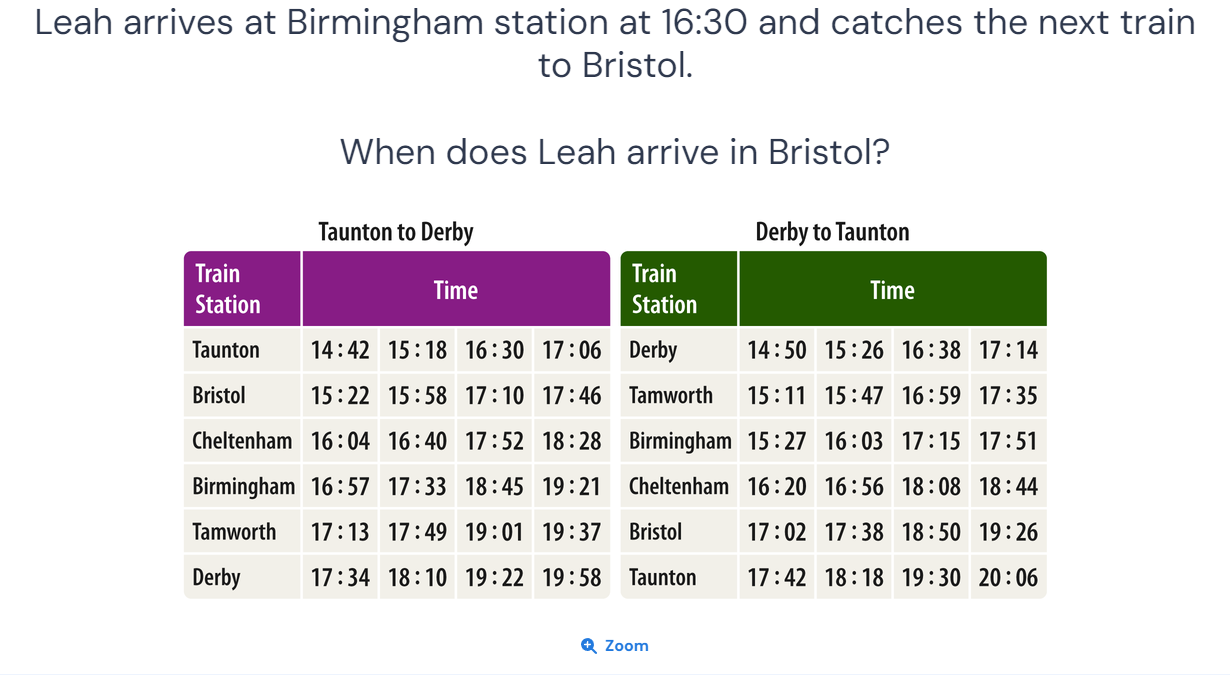 Leah arrives at Birmingham station at 16:30 and catches the next train
to Bristol.
When does Leah arrive in Bristol?
Taunton to Derby
Train Station Time
Taunton 14:42 15:18 16:30 17:06
Bristol 15:22 15:58 17:10 17:46
Cheltenham 16:04 16:40 17:52 18:28
Birmingham 16:57 17:33 18:45 19:21
Tamworth 17:13 17:49 19:01 19:37
Derby 17:34 18:10 19:22 19:58
Derby to Taunton
Train Station Time
Derby 14:50 15:26 16:38 17:14
Tamworth 15:11 15:47 16:59 17:35
Birmingham 15:27 16:03 17:15 17:51
Cheltenham 16:20 16:56 18:08 18:44
Bristol 17:02 17:38 18:50 19:26
Taunton 17:42 18:18 19:30 20:06
Zoom